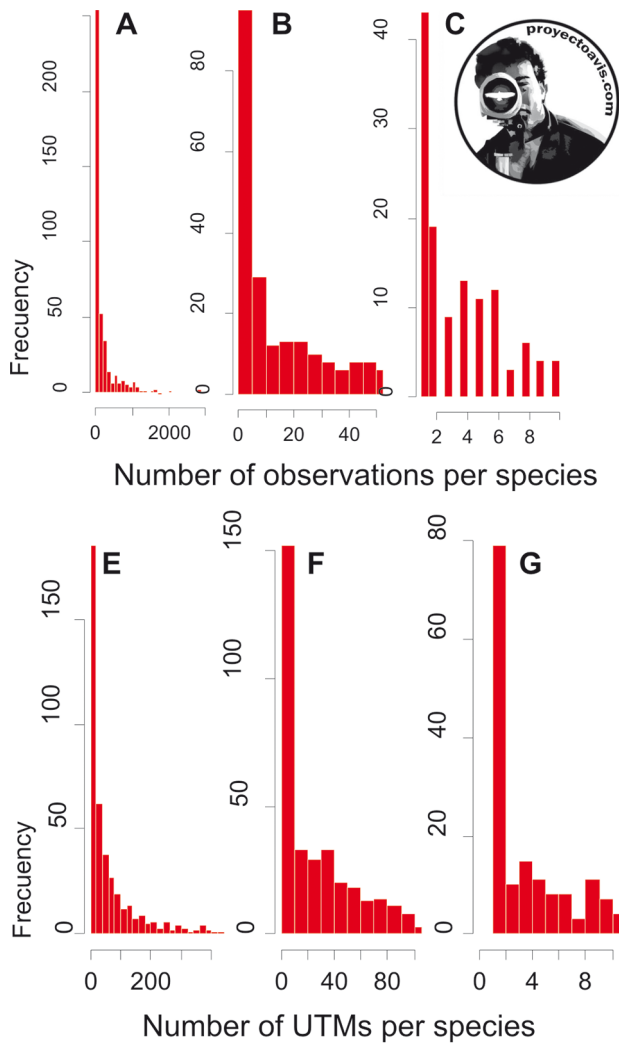 A
B
C
proyectoavis.com
Frecuency
0 50 100 150 200
0 20 40 60 80
0 10 20 30 40
0 2000
0 20 40
2 4 6 8
Number of observations per species
E
F
G
Frecuency
0 50 100 150
0 50 100 150
0 20 40 60 80
0 200
0 40 80
0 4 8
Number of UTMs per species